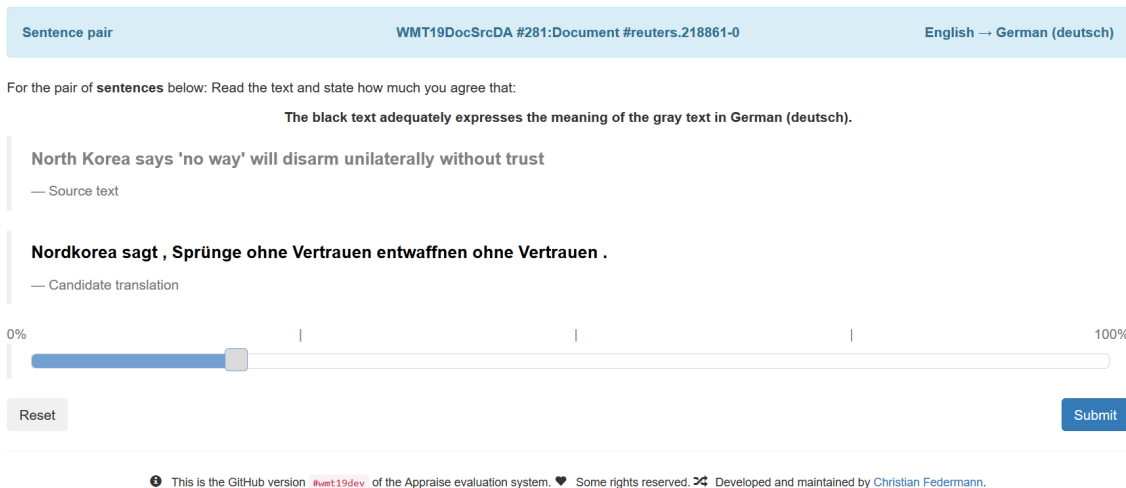 Sentence pair WMT19DocSrcDA #281:Document #reuters.218861-0 English → German (deutsch)
For the pair of sentences below: Read the text and state how much you agree that:
The black text adequately expresses the meaning of the gray text in German (deutsch).
North Korea says 'no way' will disarm unilaterally without trust
— Source text
Nordkorea sagt , Sprünge ohne Vertrauen entwaffnen ohne Vertrauen .
— Candidate translation
0% | | | 100%
Reset Submit
This is the GitHub version #wmt19dev of the Appraise evaluation system. ♥ Some rights reserved. Developed and maintained by Christian Federmann.